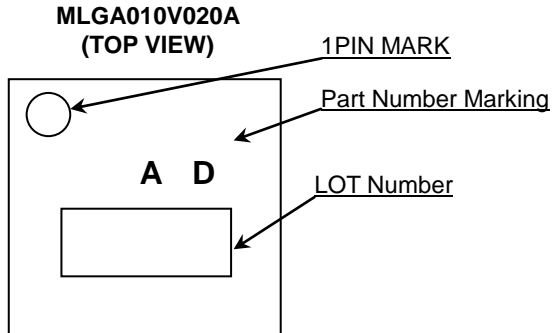 MLGA010V020A
(TOP VIEW)
1PIN MARK
Part Number Marking
A D
LOT Number